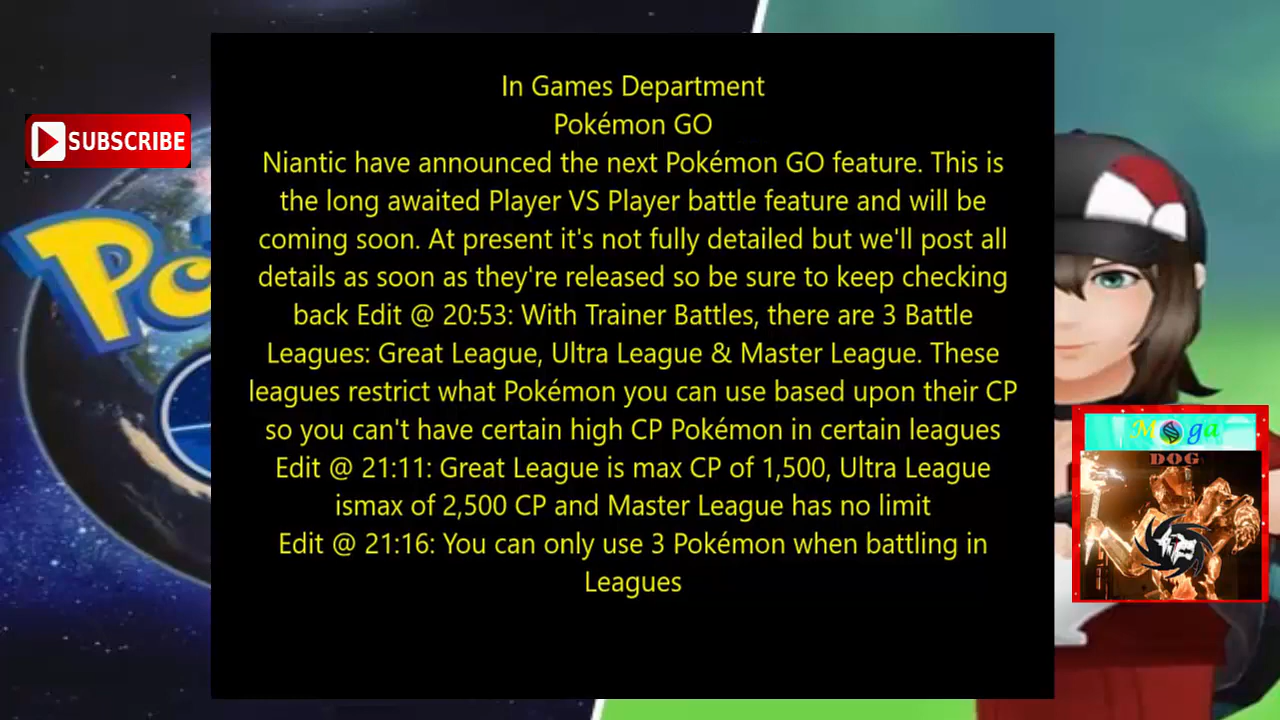 In Games Department
Pokémon GO
Niantic have announced the next Pokémon GO feature. This is
the long awaited Player VS Player battle feature and will be
coming soon. At present it's not fully detailed but we'll post all
details as soon as they're released so be sure to keep checking
back Edit @ 20:53: With Trainer Battles, there are 3 Battle
Leagues: Great League, Ultra League & Master League. These
leagues restrict what Pokémon you can use based upon their CP
so you can't have certain high CP Pokémon in certain leagues
Edit @ 21:11: Great League is max CP of 1,500, Ultra League
ismax of 2,500 CP and Master League has no limit
Edit @ 21:16: You can only use 3 Pokémon when battling in
Leagues
SUBSCRIBE
Po
Moga
DOG